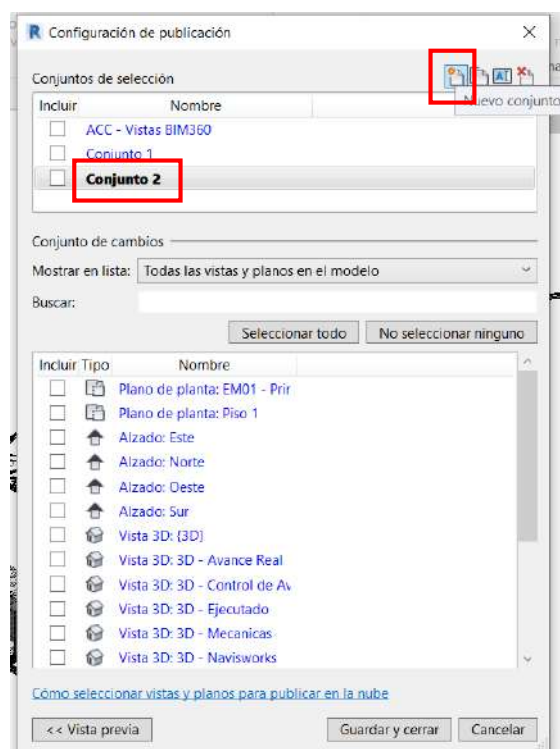 Configuración de publicación
Conjuntos de selección
Nuevo conjunto
Incluir Nombre
ACC - Vistas BIM360
Conjunto 1
Conjunto 2
Conjunto de cambios
Mostrar en lista: Todas las vistas y planos en el modelo
Buscar:
Seleccionar todo No seleccionar ninguno
Incluir Tipo Nombre
Plano de planta: EM01 - Prir
Plano de planta: Piso 1
Alzado: Este
Alzado: Norte
Alzado: Oeste
Alzado: Sur
Vista 3D: {3D}
Vista 3D: 3D - Avance Real
Vista 3D: 3D - Control de Av
Vista 3D: 3D - Ejecutado
Vista 3D: 3D - Mecanicas
Vista 3D: 3D - Navisworks
Cómo seleccionar vistas y planos para publicar en la nube
<< Vista previa Guardar y cerrar Cancelar